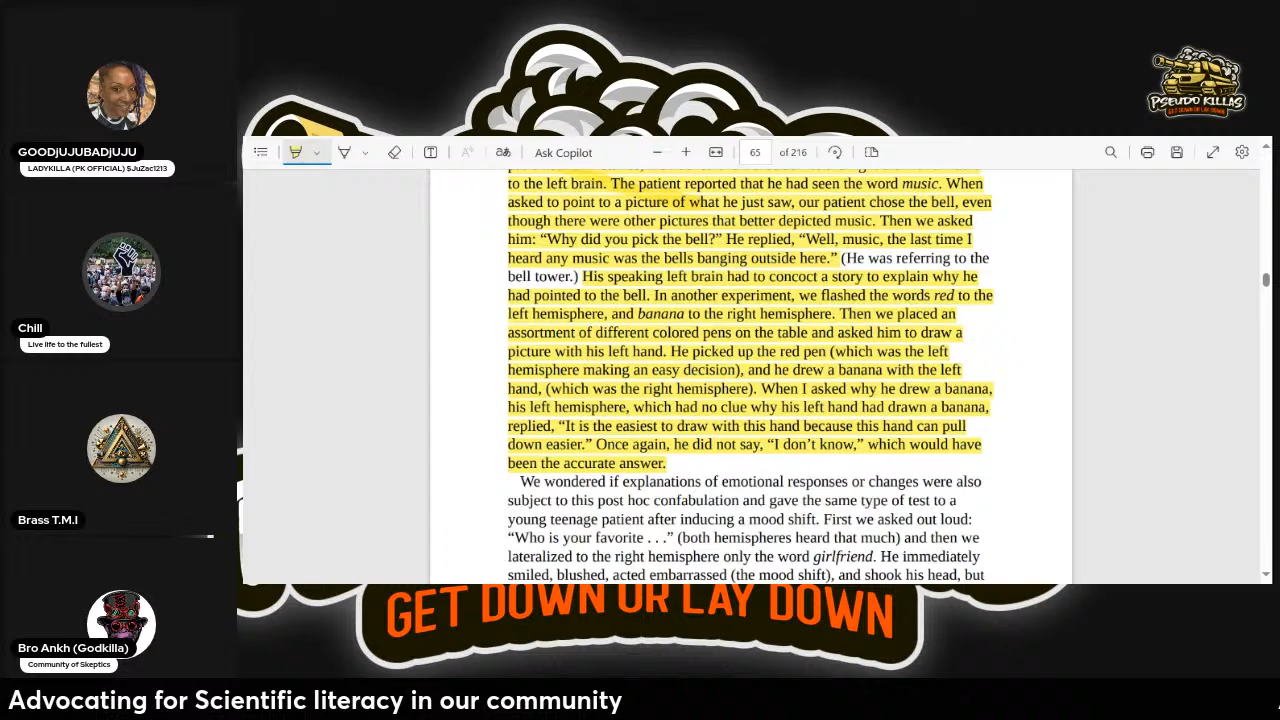 GOODjUJUBADjUJU
LADYKILLA (PK OFFICIAL) $JuZac1213
Chill
Live life to the fullest
Brass T.M.I
Bro Ankh (Godkilla)
Community of Skeptics
PSEUDO KILLAS
GET DOWN OR LAY DOWN
Ask Copilot
65 of 216
to the left brain. The patient reported that he had seen the word music. When
asked to point to a picture of what he just saw, our patient chose the bell, even
though there were other pictures that better depicted music. Then we asked
him: “Why did you pick the bell?” He replied, “Well, music, the last time I
heard any music was the bells banging outside here.” (He was referring to the
bell tower.) His speaking left brain had to concoct a story to explain why he
had pointed to the bell. In another experiment, we flashed the words red to the
left hemisphere, and banana to the right hemisphere. Then we placed an
assortment of different colored pens on the table and asked him to draw a
picture with his left hand. He picked up the red pen (which was the left
hemisphere making an easy decision), and he drew a banana with the left
hand, (which was the right hemisphere). When I asked why he drew a banana,
his left hemisphere, which had no clue why his left hand had drawn a banana,
replied, “It is the easiest to draw with this hand because this hand can pull
down easier.” Once again, he did not say, “I don’t know,” which would have
been the accurate answer.
We wondered if explanations of emotional responses or changes were also
subject to this post hoc confabulation and gave the same type of test to a
young teenage patient after inducing a mood shift. First we asked out loud:
“Who is your favorite . . .” (both hemispheres heard that much) and then we
lateralized to the right hemisphere only the word girlfriend. He immediately
smiled, blushed, acted embarrassed (the mood shift), and shook his head, but
GET DOWN OR LAY DOWN
Advocating for Scientific literacy in our community